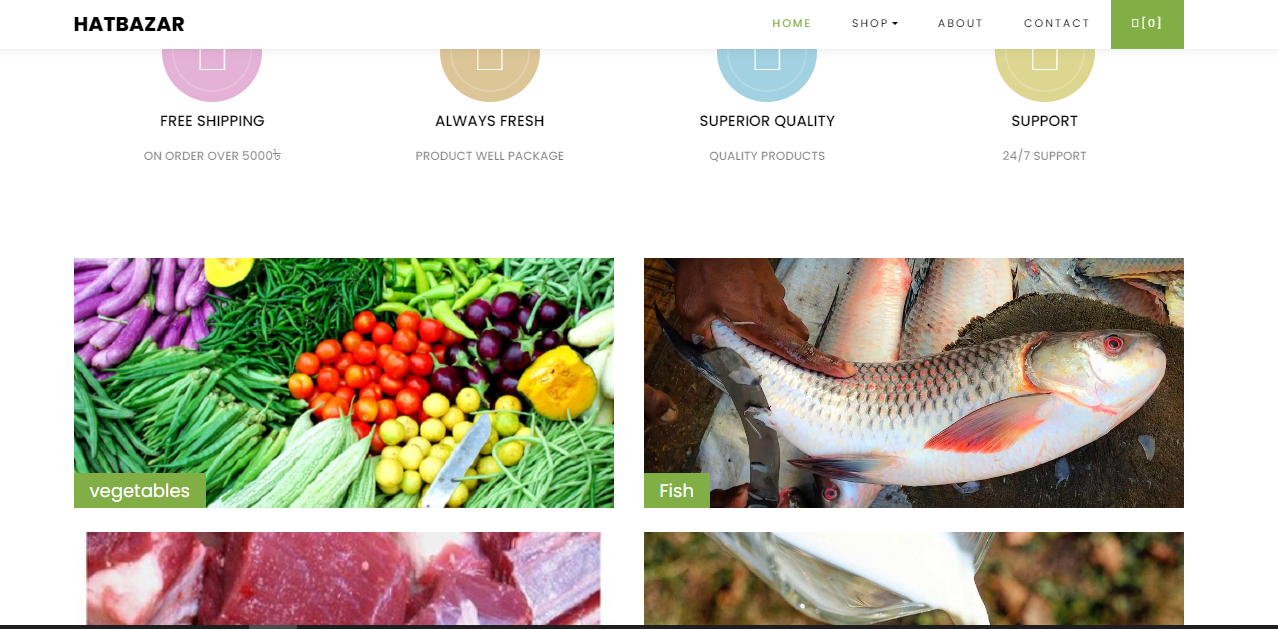 HATBAZAR
HOME SHOP ABOUT CONTACT [0]
FREE SHIPPING ALWAYS FRESH SUPERIOR QUALITY SUPPORT
ON ORDER OVER 5000৳ PRODUCT WELL PACKAGE QUALITY PRODUCTS 24/7 SUPPORT
vegetables Fish